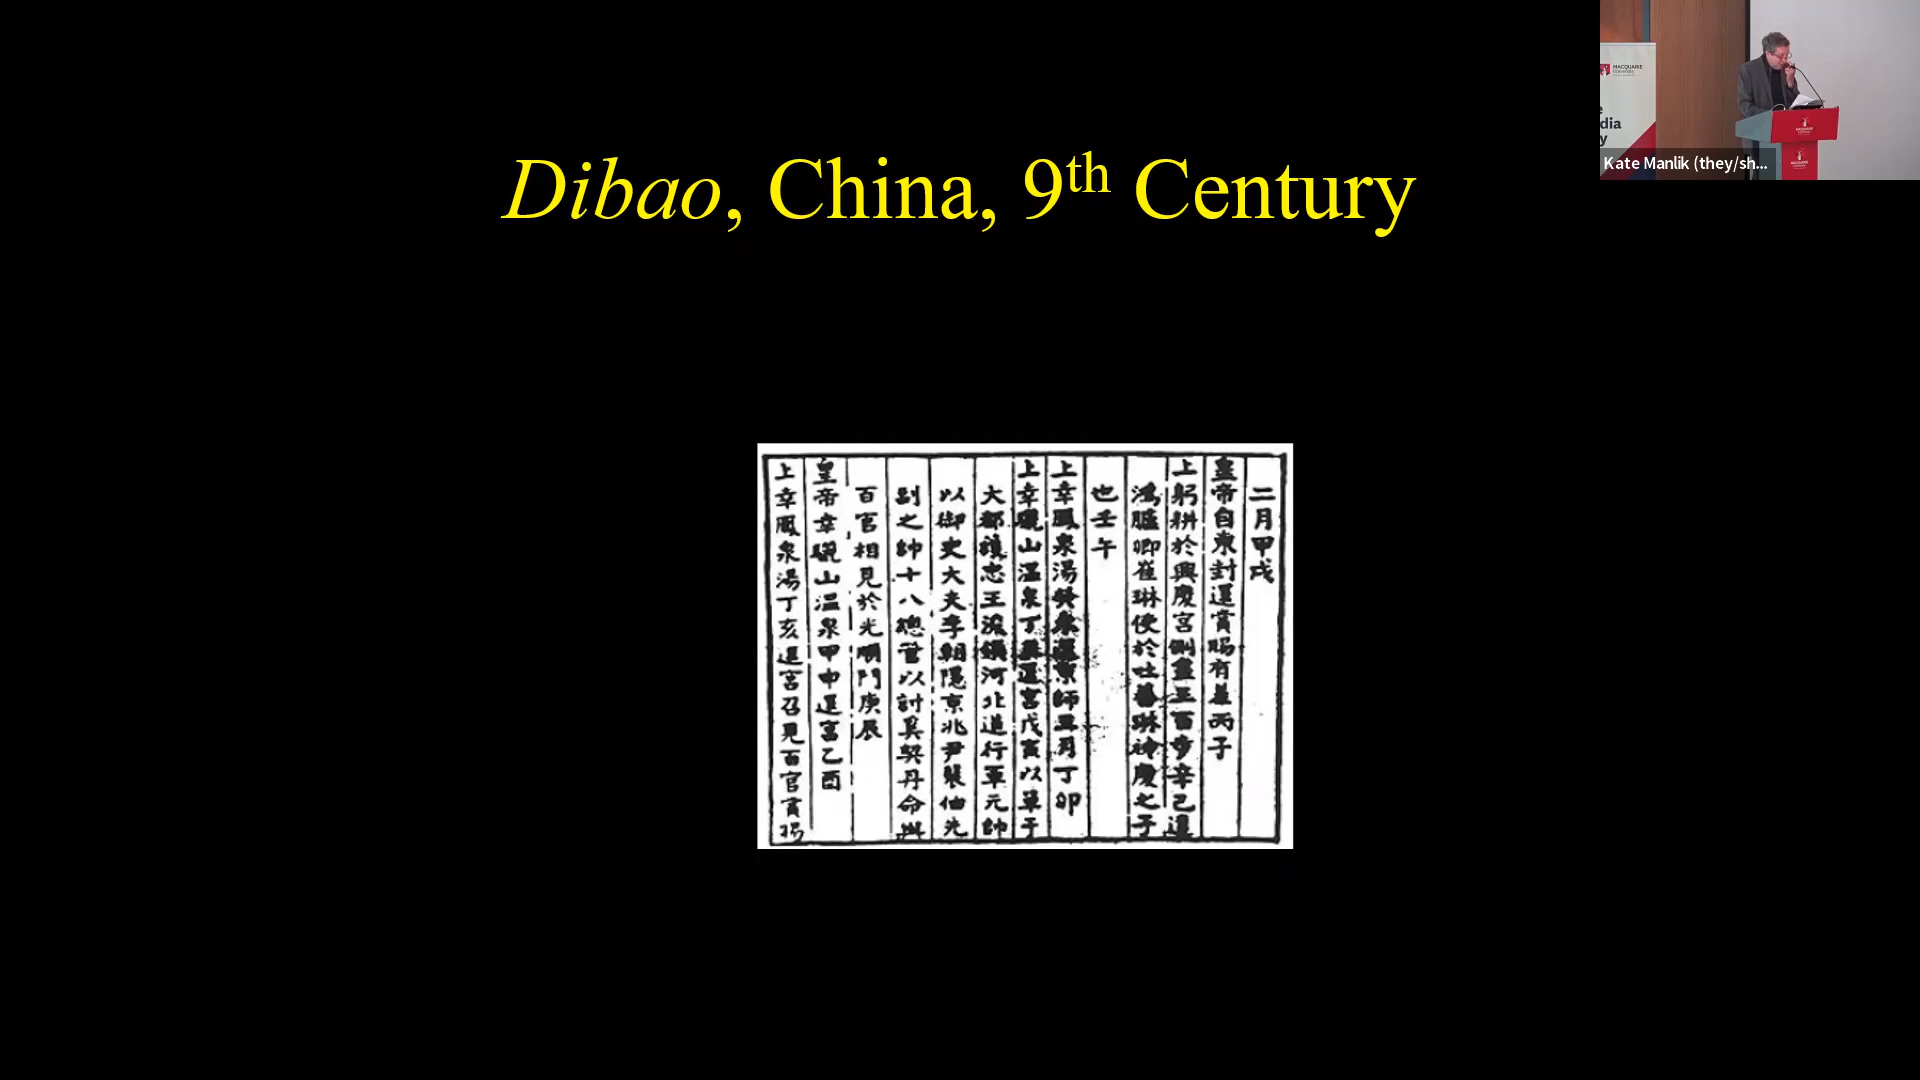 Dibao, China, 9th Century
二月甲戌
皇帝自東封還賞賜有差丙子
上躬耕於興慶宮側盡三百步辛巳遣
鴻臚卿崔琳使於吐蕃琳神慶之子
也壬午
上幸鳳泉湯癸未還京師三月丁卯
上幸驪山溫泉丁還宮戊寅以單于
大都護忠王浚領河北道行軍元帥
以御史大夫李朝隱京兆尹裴伷先
副之帥十八總管以討奚契丹命與
百官相見於光順門庚辰
皇帝幸驪山溫泉甲申還宮乙酉
上幸鳳泉湯丁亥還宮召見百官賞賜
MACQUARIE
University
e
dia
y
Kate Manlik (they/sh...
MACQUARIE
MACQUARIE